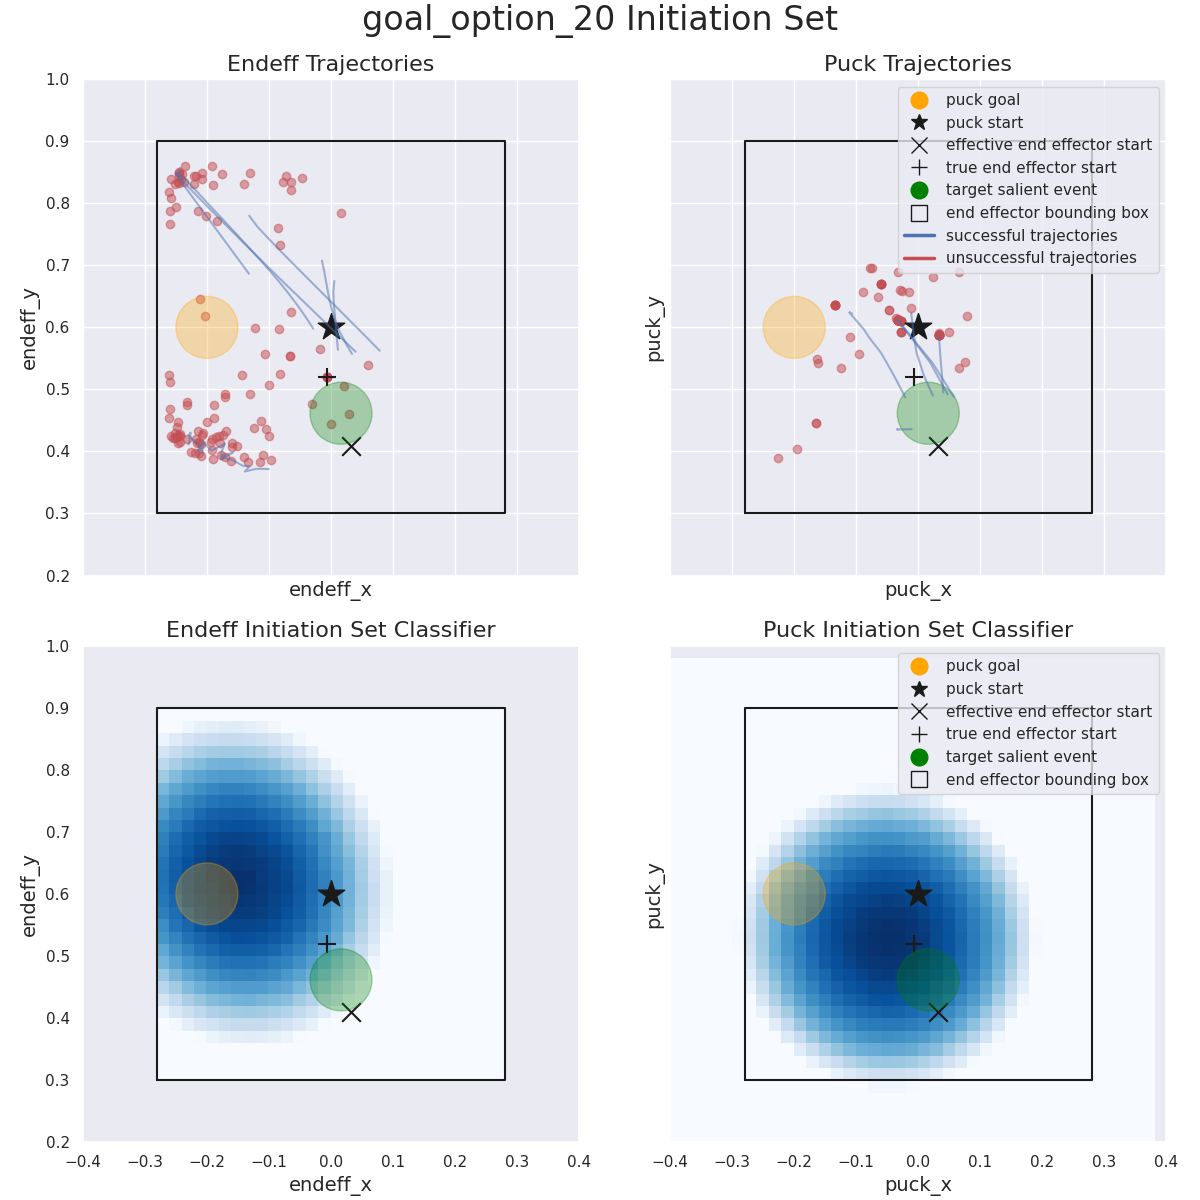 goal_option_20 Initiation Set
Endeff Trajectories
1.0
0.9
0.8
0.7
0.6
0.5
0.4
0.3
0.2
endeff_y
endeff_x
Puck Trajectories
puck goal
puck start
effective end effector start
true end effector start
target salient event
end effector bounding box
successful trajectories
unsuccessful trajectories
puck_y
puck_x
Endeff Initiation Set Classifier
1.0
0.9
0.8
0.7
0.6
0.5
0.4
0.3
0.2
endeff_y
−0.4 −0.3 −0.2 −0.1 0.0 0.1 0.2 0.3 0.4
endeff_x
Puck Initiation Set Classifier
puck goal
puck start
effective end effector start
true end effector start
target salient event
end effector bounding box
puck_y
−0.4 −0.3 −0.2 −0.1 0.0 0.1 0.2 0.3 0.4
puck_x